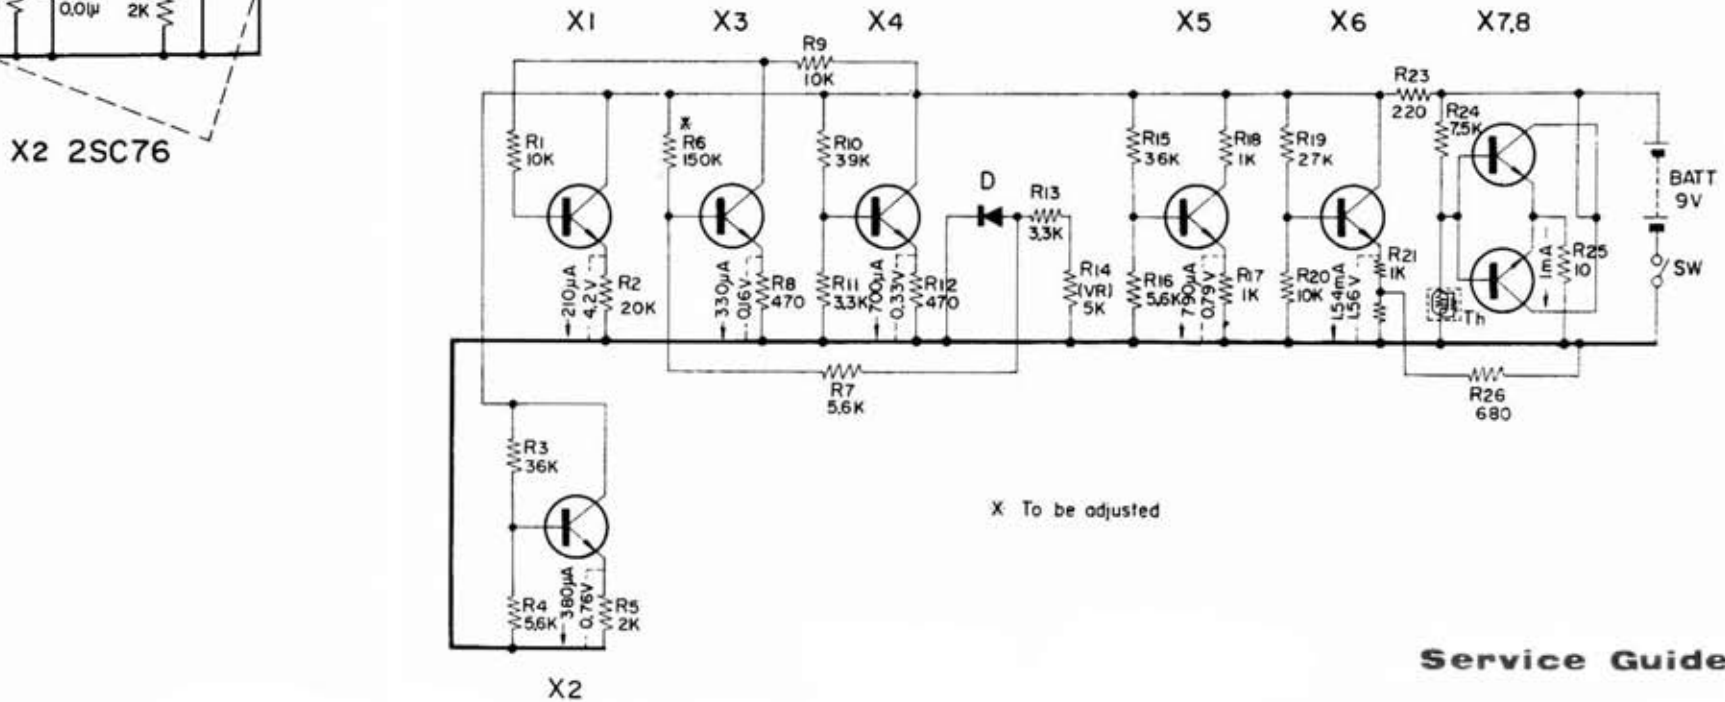 0.01µ
2K
X2 2SC76
X1
X3
X4
X5
X6
X7,8
R9
10K
R23
220
R1
10K
X
R6
150K
R10
39K
R15
36K
R18
1K
R19
27K
R24
7.5K
D
R13
3.3K
BATT
9V
210µA
4.2V
R2
20K
330µA
0.16V
R8
470
R11
3.3K
700µA
0.33V
R12
470
R14
(VR)
5K
R16
5.6K
790µA
0.79V
R17
1K
R20
10K
1.54mA
1.56V
R21
1K
Th
1mA
R25
10
SW
R7
5.6K
R26
680
R3
36K
R4
5.6K
380µA
0.76V
R5
2K
X To be adjusted
X2
Service Guide